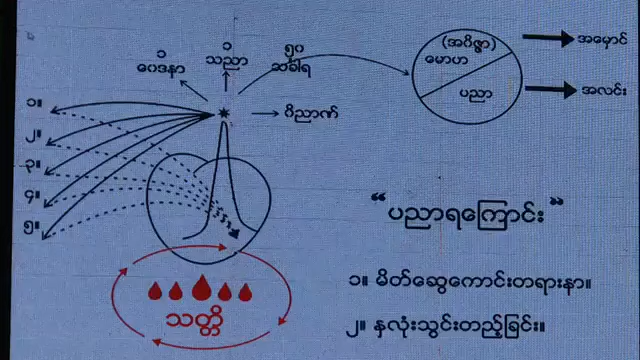 ၁
ဝေဒနာ
၁
သညာ
၅၀
သင်္ခါရ
ဝိညာဏ်
(အဝိဇ္ဇာ)
မောဟ
ပညာ
အမှောင်
အလင်း
၁။
၂။
၃။
၄။
၅။
သတ္တိ
“ပညာရကြောင်း”
၁။ မိတ်ဆွေကောင်းတရားနာ။
၂။ နှလုံးသွင်းတည့်ခြင်း။